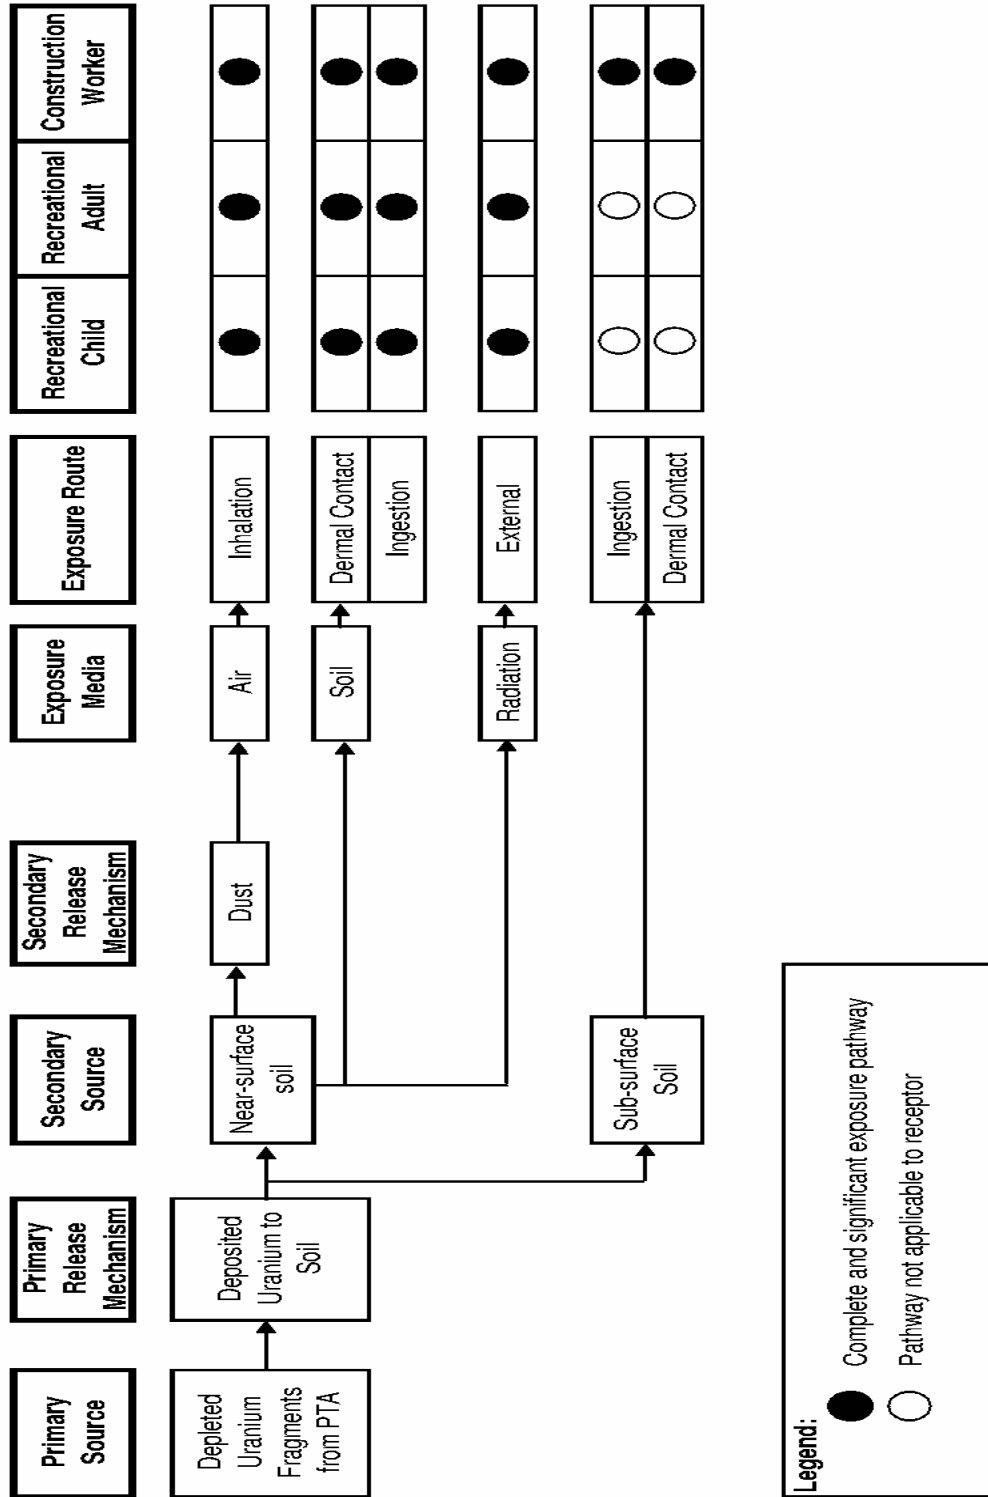 Primary
Source
Primary
Release
Mechanism
Secondary
Source
Secondary
Release
Mechanism
Exposure
Media
Exposure Route
Recreational
Child
Recreational
Adult
Construction
Worker
Depleted
Uranium
Fragments
from PTA
Deposited
Uranium to
Soil
Near-surface
soil
Dust
Air
Inhalation
Soil
Dermal Contact
Ingestion
Radiation
External
Sub-surface
Soil
Ingestion
Dermal Contact
Legend:
Complete and significant exposure pathway
Pathway not applicable to receptor